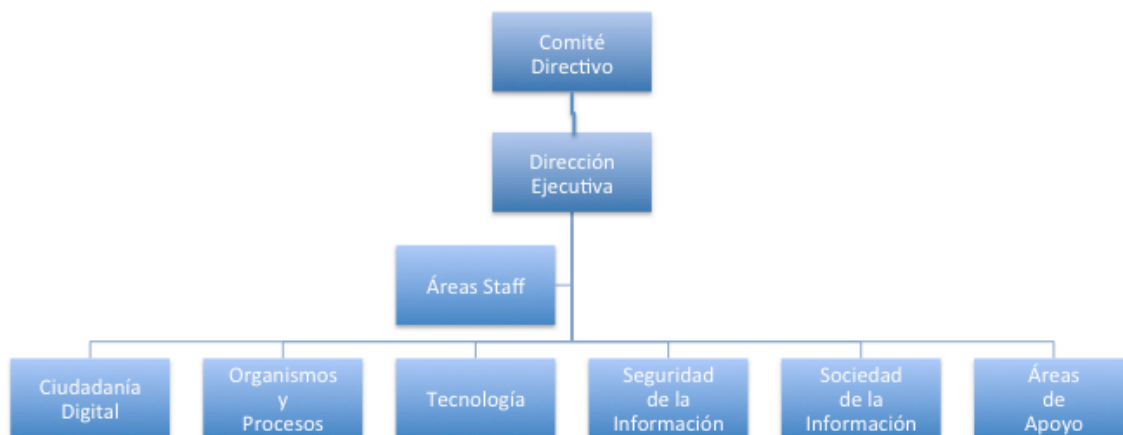 Comité
Directivo
Dirección
Ejecutiva
Áreas Staff
Ciudadanía
Digital
Organismos
y
Procesos
Tecnología
Seguridad
de la
Información
Sociedad
de la
Información
Áreas
de
Apoyo